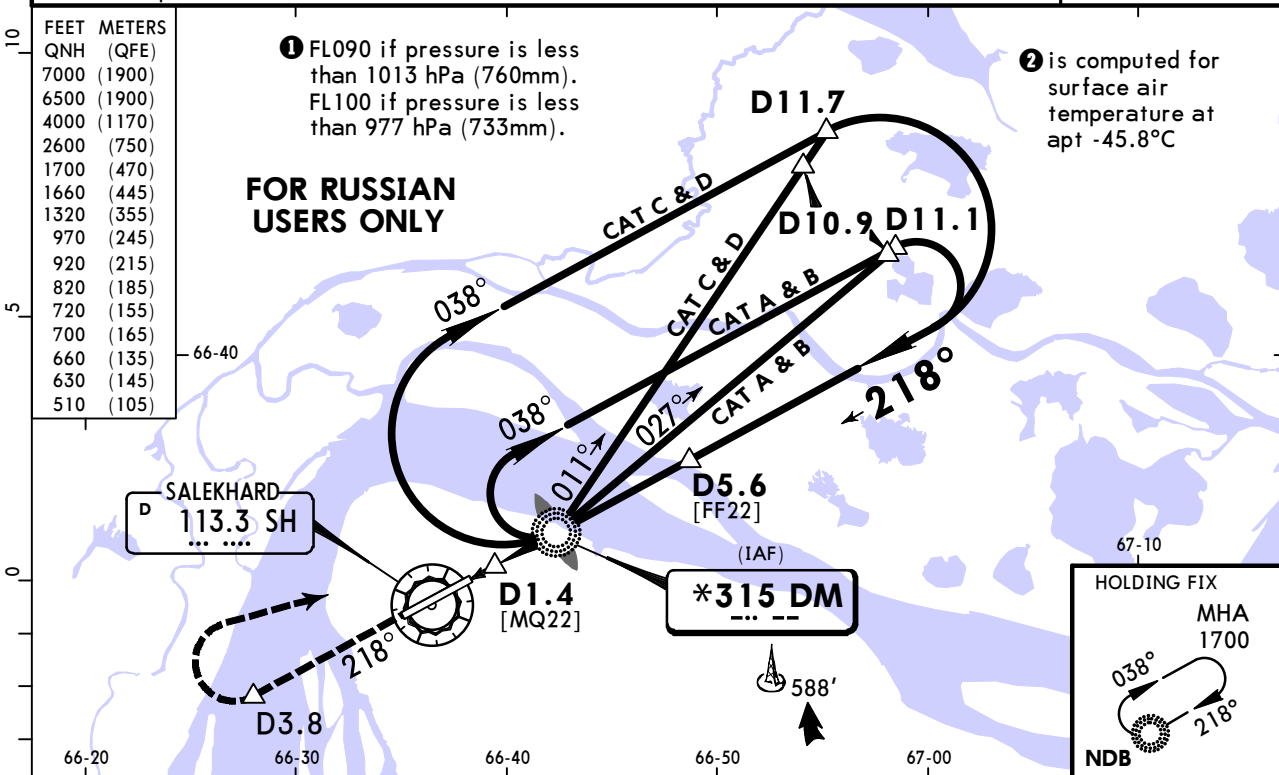 FEET METERS
QNH (QFE)
7000 (1900)
6500 (1900)
4000 (1170)
2600 (750)
1700 (470)
1660 (445)
1320 (355)
970 (245)
920 (215)
820 (185)
720 (155)
700 (165)
660 (135)
630 (145)
510 (105)
10
5
0
❶ FL090 if pressure is less
than 1013 hPa (760mm).
FL100 if pressure is less
than 977 hPa (733mm).
❷ is computed for
surface air
temperature at
apt -45.8°C
FOR RUSSIAN
USERS ONLY
D11.7
CAT C & D
D10.9
D11.1
038°
CAT C & D
CAT A & B
66-40
CAT A & B
218°
038°
027°
011°
D5.6
[FF22]
SALEKHARD
D 113.3 SH
D1.4
[MQ22]
(IAF)
*315 DM
67-10
218°
D3.8
588'
HOLDING FIX
MHA
1700
038°
218°
NDB
66-20
66-30
66-40
66-50
67-00